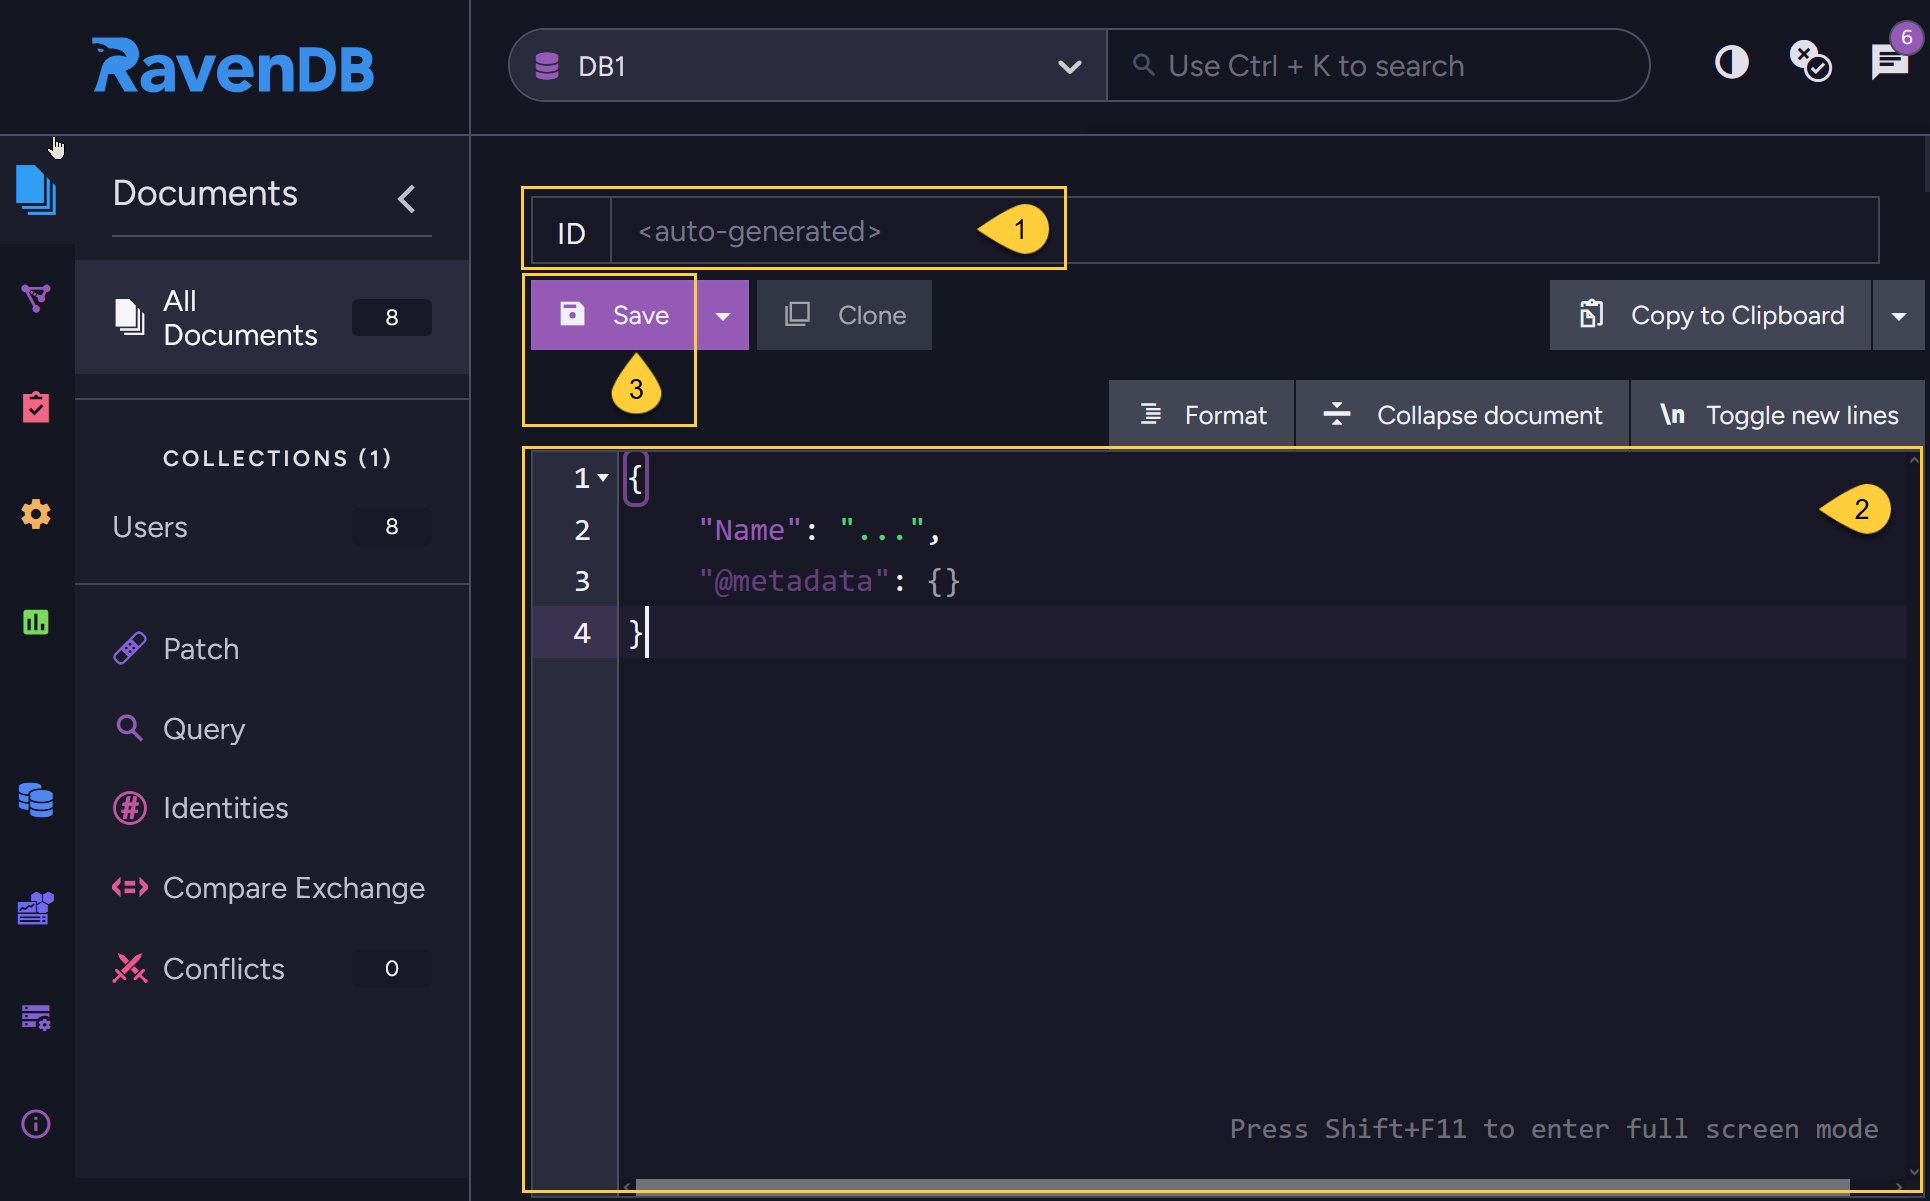 RavenDB
DB1
Use Ctrl + K to search
6
Documents
All
Documents
8
COLLECTIONS (1)
Users
8
Patch
Query
Identities
Compare Exchange
Conflicts
0
ID
<auto-generated>
1
Save
Clone
Copy to Clipboard
3
Format
Collapse document
\n Toggle new lines
1 {
2 "Name": "...",
2
3 "@metadata": {}
4 }
Press Shift+F11 to enter full screen mode